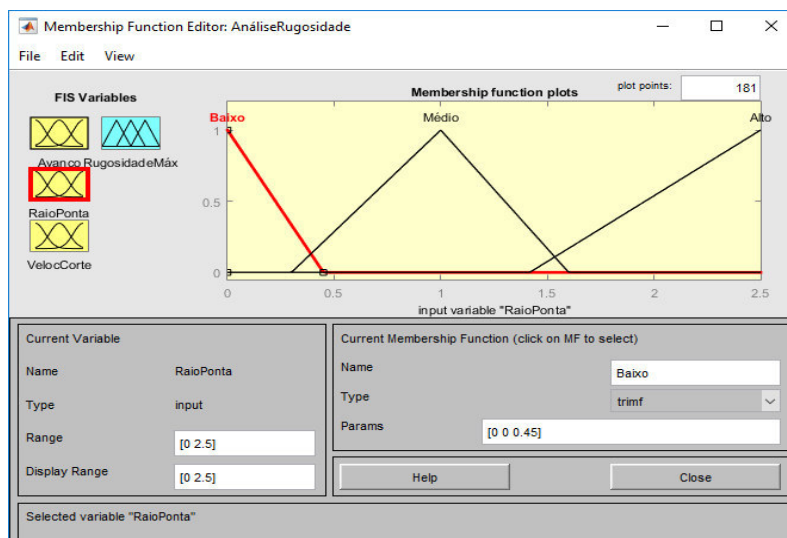 Membership Function Editor: AnáliseRugosidade
File Edit View
FIS Variables
Membership function plots
plot points:
181
Avanço RugosidadeMáx
RaioPonta
VelocCorte
Baixo
Médio
Alto
1
0.5
0
0 0.5 1 1.5 2 2.5
input variable "RaioPonta"
Current Variable
Name RaioPonta
Type input
Range [0 2.5]
Display Range [0 2.5]
Current Membership Function (click on MF to select)
Name Baixo
Type trimf
Params [0 0 0.45]
Help Close
Selected variable "RaioPonta"